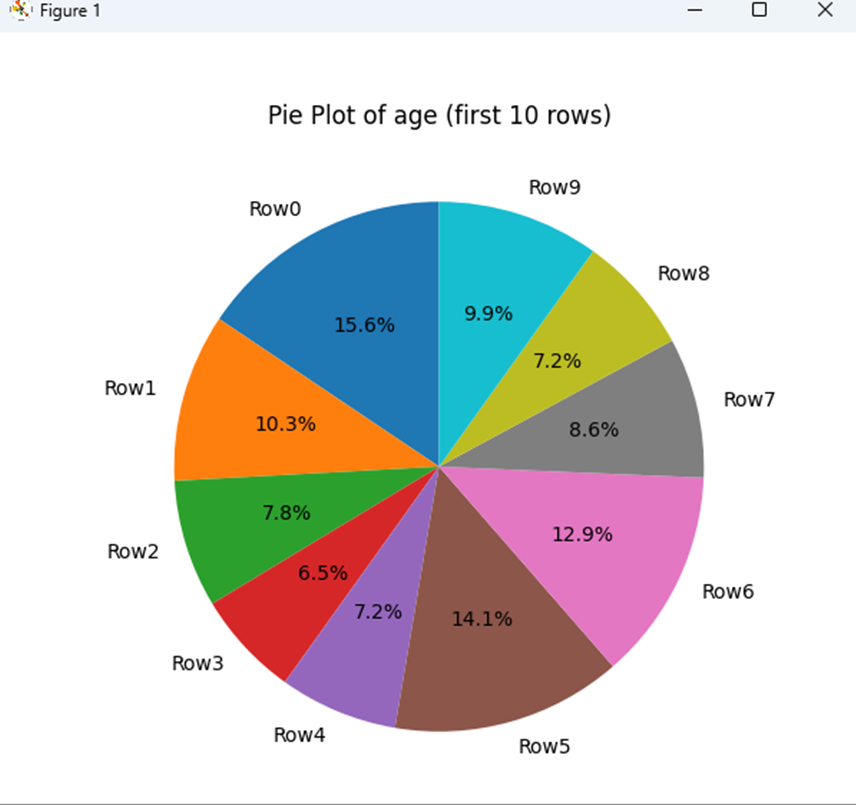 Figure 1
Pie Plot of age (first 10 rows)
Row0
15.6%
Row1
10.3%
Row2
7.8%
Row3
6.5%
Row4
7.2%
Row5
14.1%
Row6
12.9%
Row7
8.6%
Row8
7.2%
Row9
9.9%